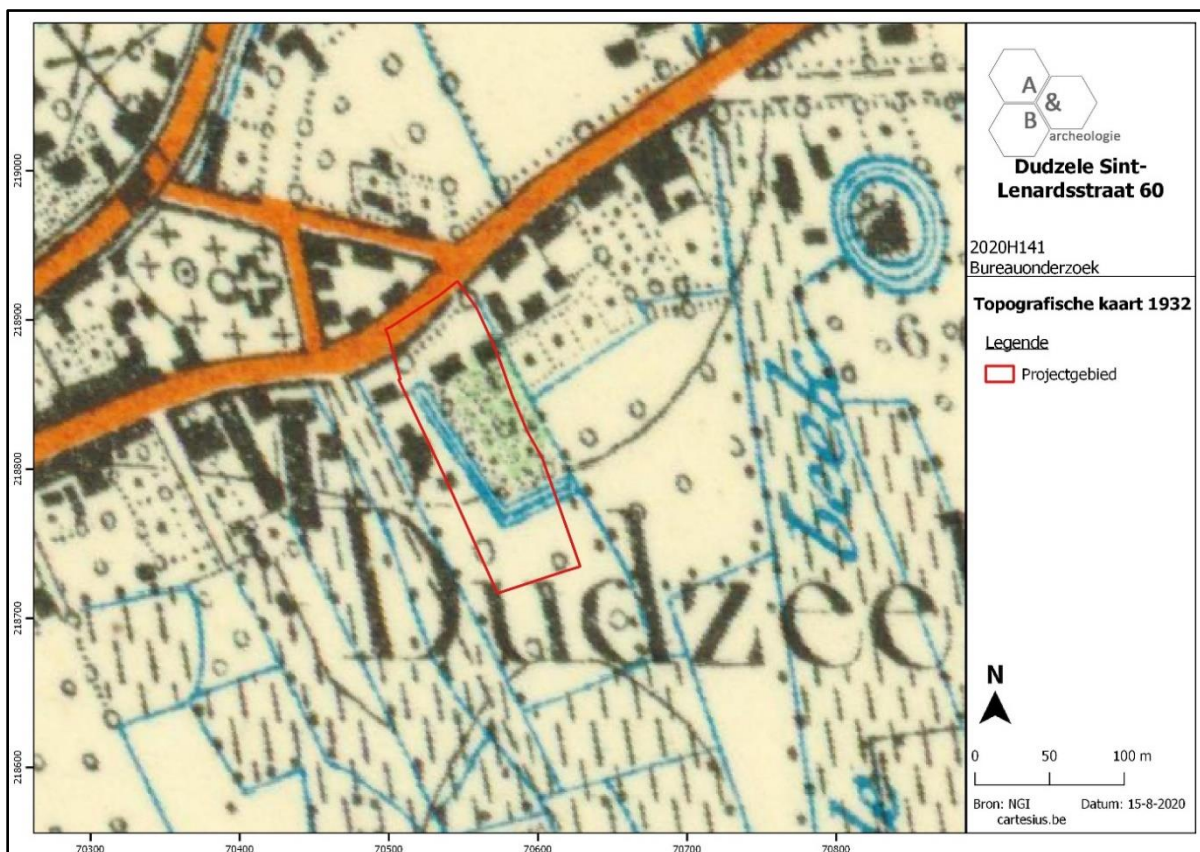 A
&
B
archeologie
Dudzele Sint-
Lenardsstraat 60
2020H141
Bureauonderzoek
Topografische kaart 1932
Legende
Projectgebied
N
0 50 100 m
Bron: NGI Datum: 15-8-2020
cartesius.be
219000
218900
218800
218700
218600
70300 70400 70500 70600 70700 70800
beek
6,
Dudzee